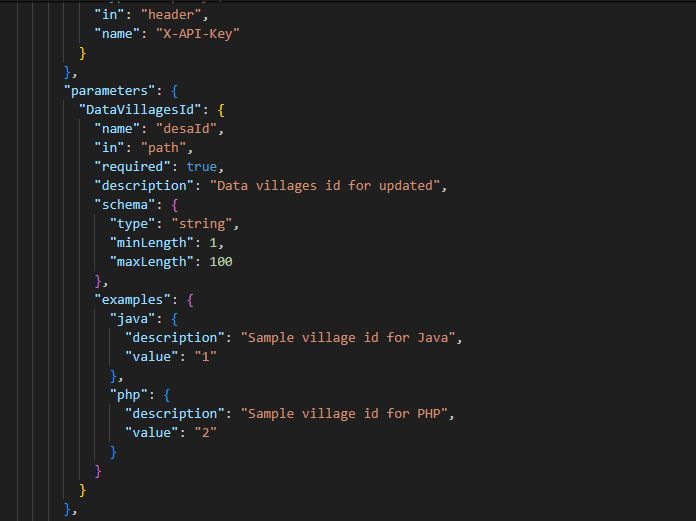 "in": "header",
"name": "X-API-Key"
}
},
"parameters": {
"DataVillagesId": {
"name": "desaId",
"in": "path",
"required": true,
"description": "Data villages id for updated",
"schema": {
"type": "string",
"minLength": 1,
"maxLength": 100
},
"examples": {
"java": {
"description": "Sample village id for Java",
"value": "1"
},
"php": {
"description": "Sample village id for PHP",
"value": "2"
}
}
}
},